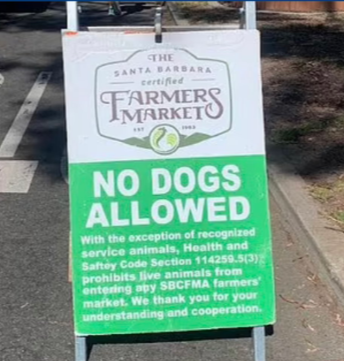 THE
SANTA BARBARA
certified
FARMERS
MARKETS
EST 1983
NO DOGS
ALLOWED
With the exception of recognized
service animals, Health and
Saftey Code Section 114259.5(3)
prohibits live animals from
entering any SBCFMA farmers'
market. We thank you for your
understanding and cooperation.